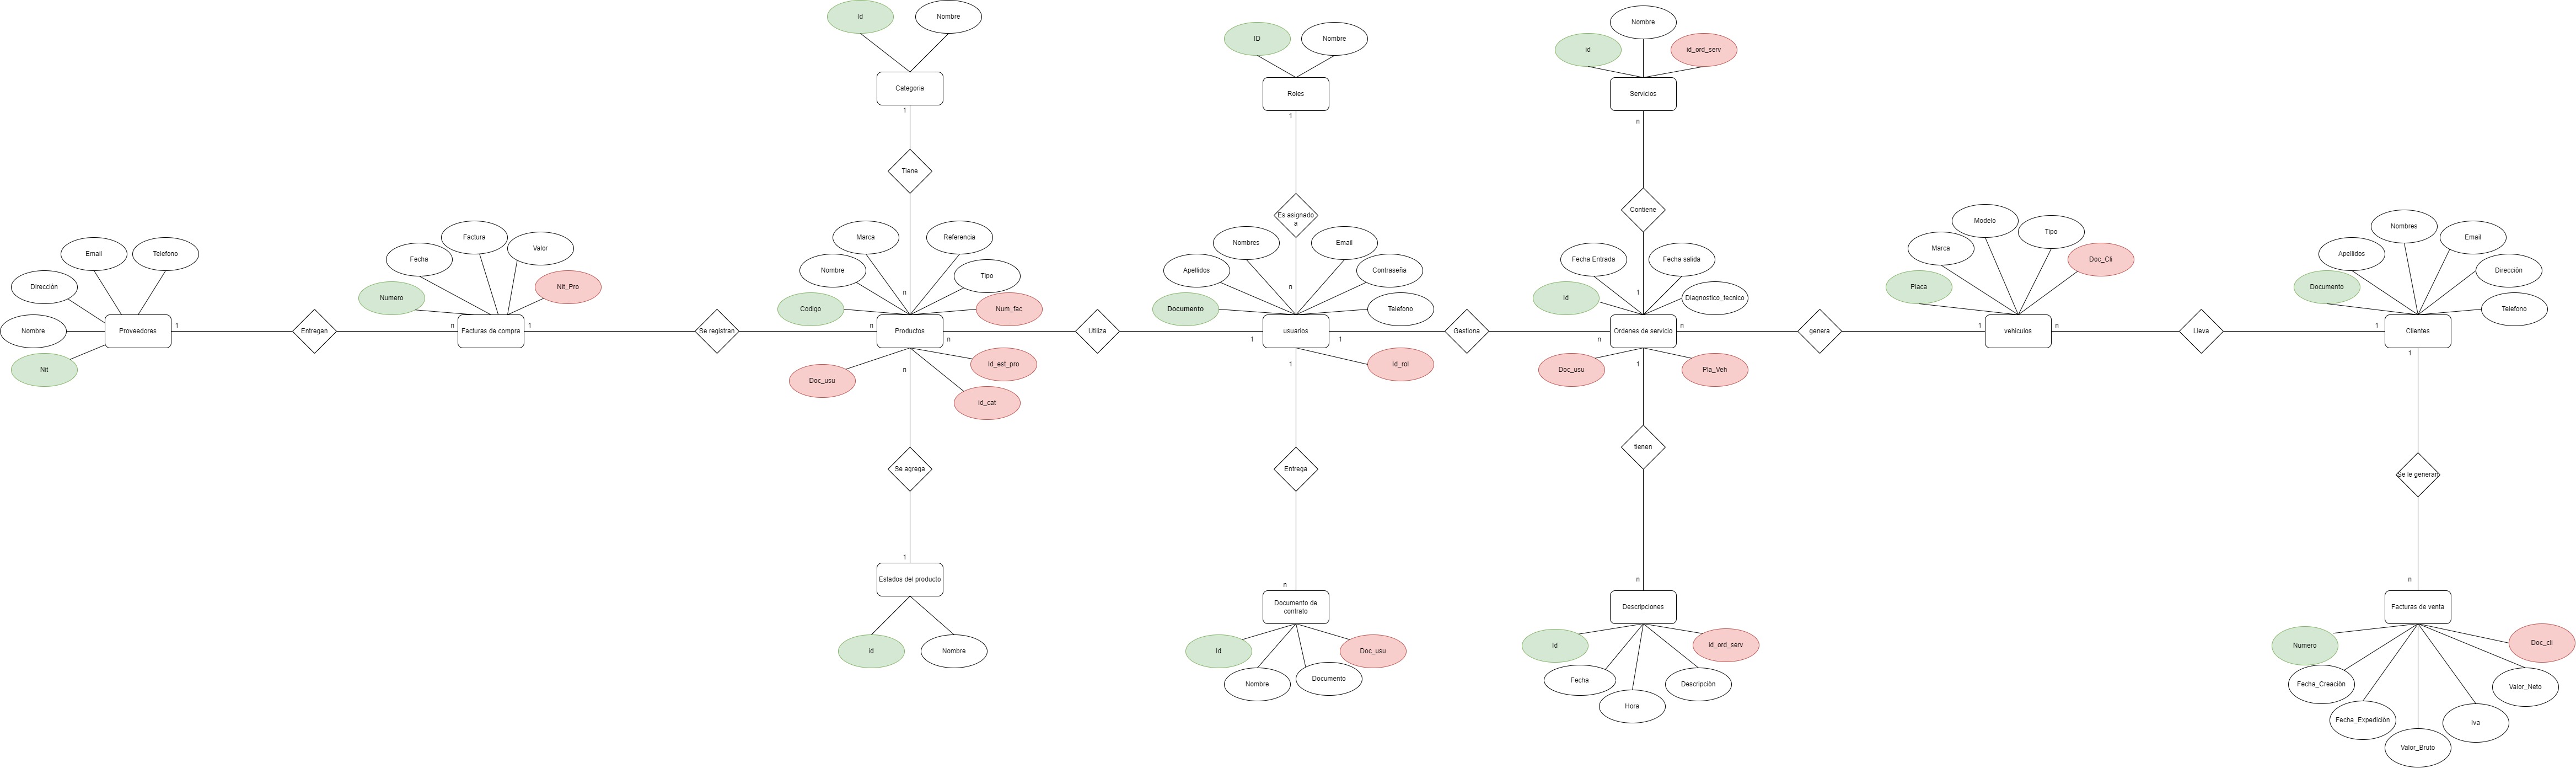 Id
Nombre
Categoria
1
Tiene
n
ID
Nombre
Roles
1
Es asignado
a
n
Nombre
id
id_ord_serv
Servicios
n
Contiene
1
Email
Telefono
Dirección
Nombre
Nit
Proveedores
1
Entregan
n
Factura
Fecha
Valor
Numero
Nit_Pro
Facturas de compra
1
Se registran
n
Marca
Referencia
Nombre
Tipo
Codigo
Num_fac
Productos
n
Doc_usu
Id_est_pro
id_cat
n
Utiliza
1
Nombres
Email
Apellidos
Contraseña
Documento
Telefono
usuarios
1
Id_rol
1
Gestiona
n
Fecha Entrada
Fecha salida
Id
Diagnostico_tecnico
Ordenes de servicio
n
Doc_usu
Pla_Veh
1
genera
1
Modelo
Marca
Tipo
Placa
Doc_Cli
vehiculos
n
Lleva
1
Nombres
Apellidos
Email
Documento
Dirección
Telefono
Clientes
1
Se agrega
1
Estados del producto
id
Nombre
Entrega
n
Documento de
contrato
Id
Doc_usu
Nombre
Documento
tienen
n
Descripciones
Id
id_ord_serv
Fecha
Descripción
Hora
Se le generan
n
Facturas de venta
Numero
Doc_cli
Fecha_Creación
Valor_Neto
Fecha_Expedición
Iva
Valor_Bruto